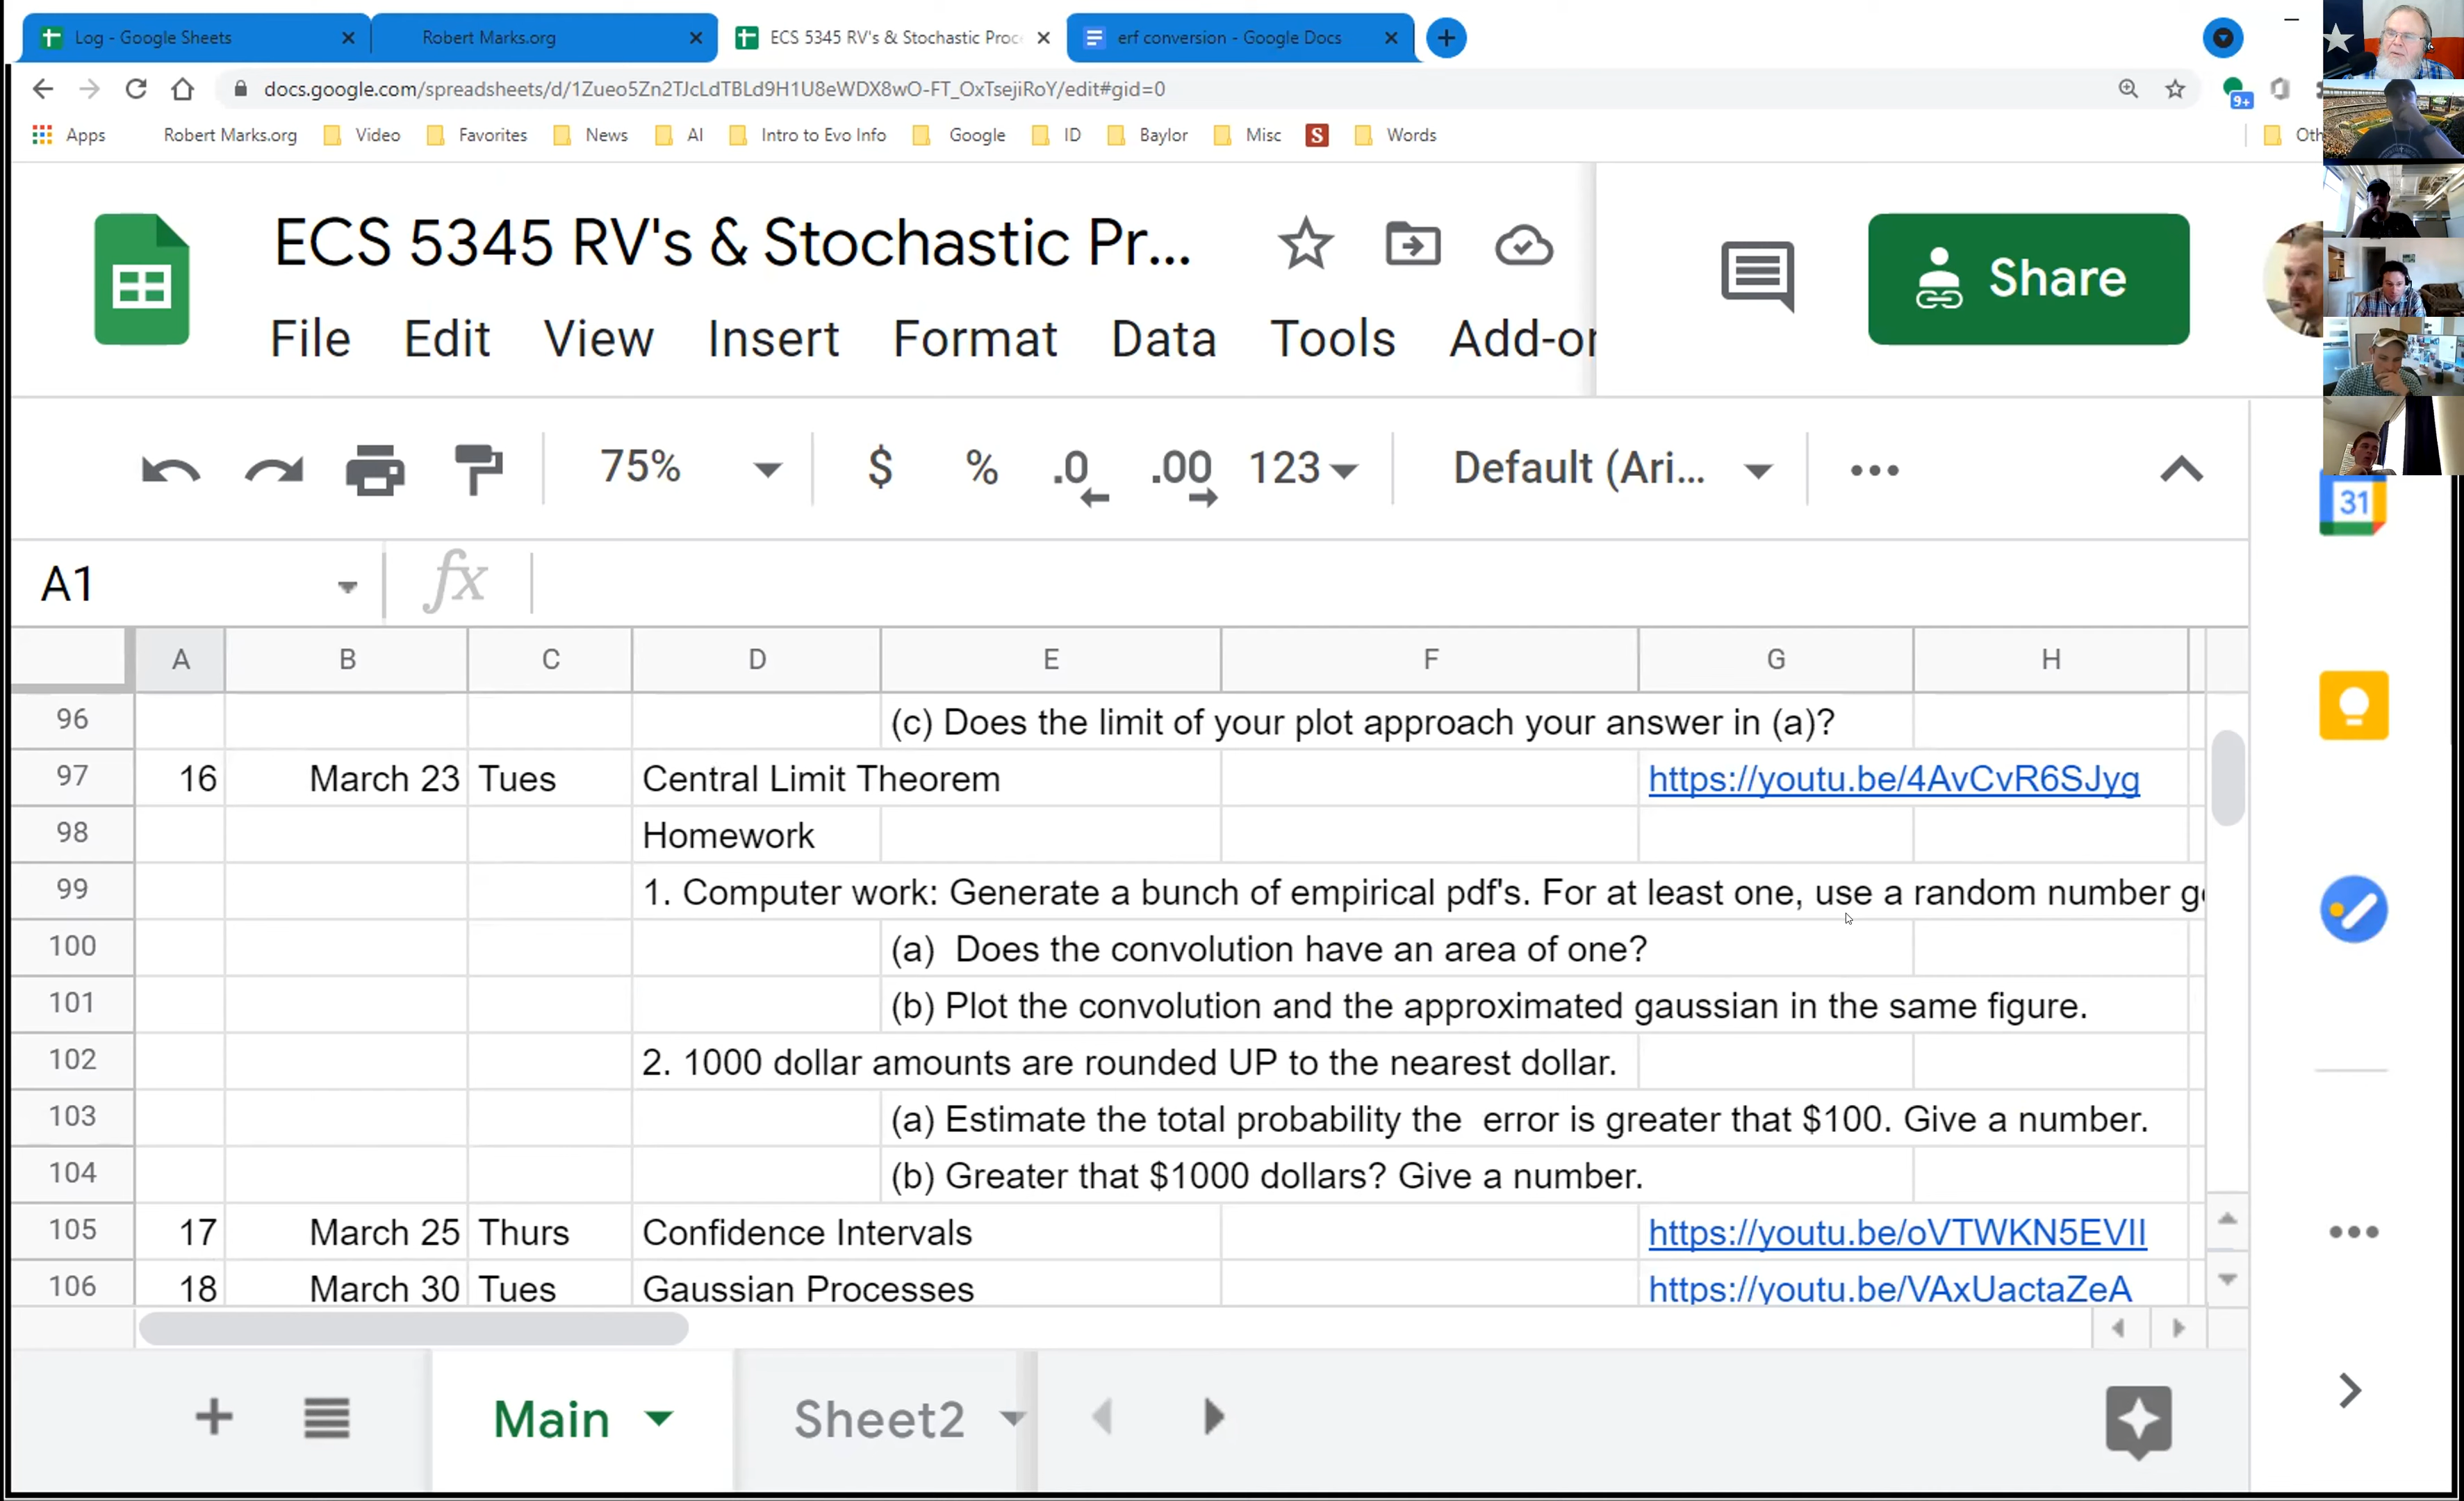 Log - Google Sheets
Robert Marks.org
ECS 5345 RV's & Stochastic Proc
erf conversion - Google Docs
docs.google.com/spreadsheets/d/1Zueo5Zn2TJcLdTBLd9H1U8eWDX8wO-FT_OxTsejiRoY/edit#gid=0
9+
Apps
Robert Marks.org
Video
Favorites
News
AI
Intro to Evo Info
Google
ID
Baylor
Misc
S
Words
Oth
ECS 5345 RV's & Stochastic Pr...
Share
File Edit View Insert Format Data Tools Add-or
75% $ % .0 .00 123 Default (Ari...
31
A1 fx
A B C D E F G H
96 (c) Does the limit of your plot approach your answer in (a)?
97 16 March 23 Tues Central Limit Theorem https://youtu.be/4AvCvR6SJyg
98 Homework
99 1. Computer work: Generate a bunch of empirical pdf's. For at least one, use a random number ge
100 (a) Does the convolution have an area of one?
101 (b) Plot the convolution and the approximated gaussian in the same figure.
102 2. 1000 dollar amounts are rounded UP to the nearest dollar.
103 (a) Estimate the total probability the error is greater that $100. Give a number.
104 (b) Greater that $1000 dollars? Give a number.
105 17 March 25 Thurs Confidence Intervals https://youtu.be/oVTWKN5EVII
106 18 March 30 Tues Gaussian Processes https://youtu.be/VAxUactaZeA
Main Sheet2